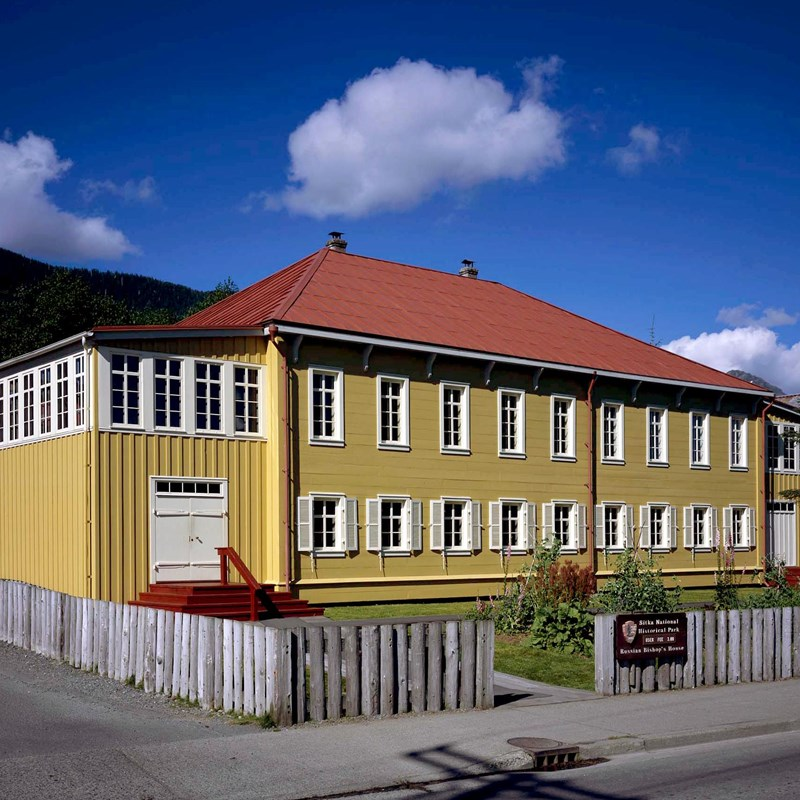 Sitka National
Historical Park
Russian Bishop's House